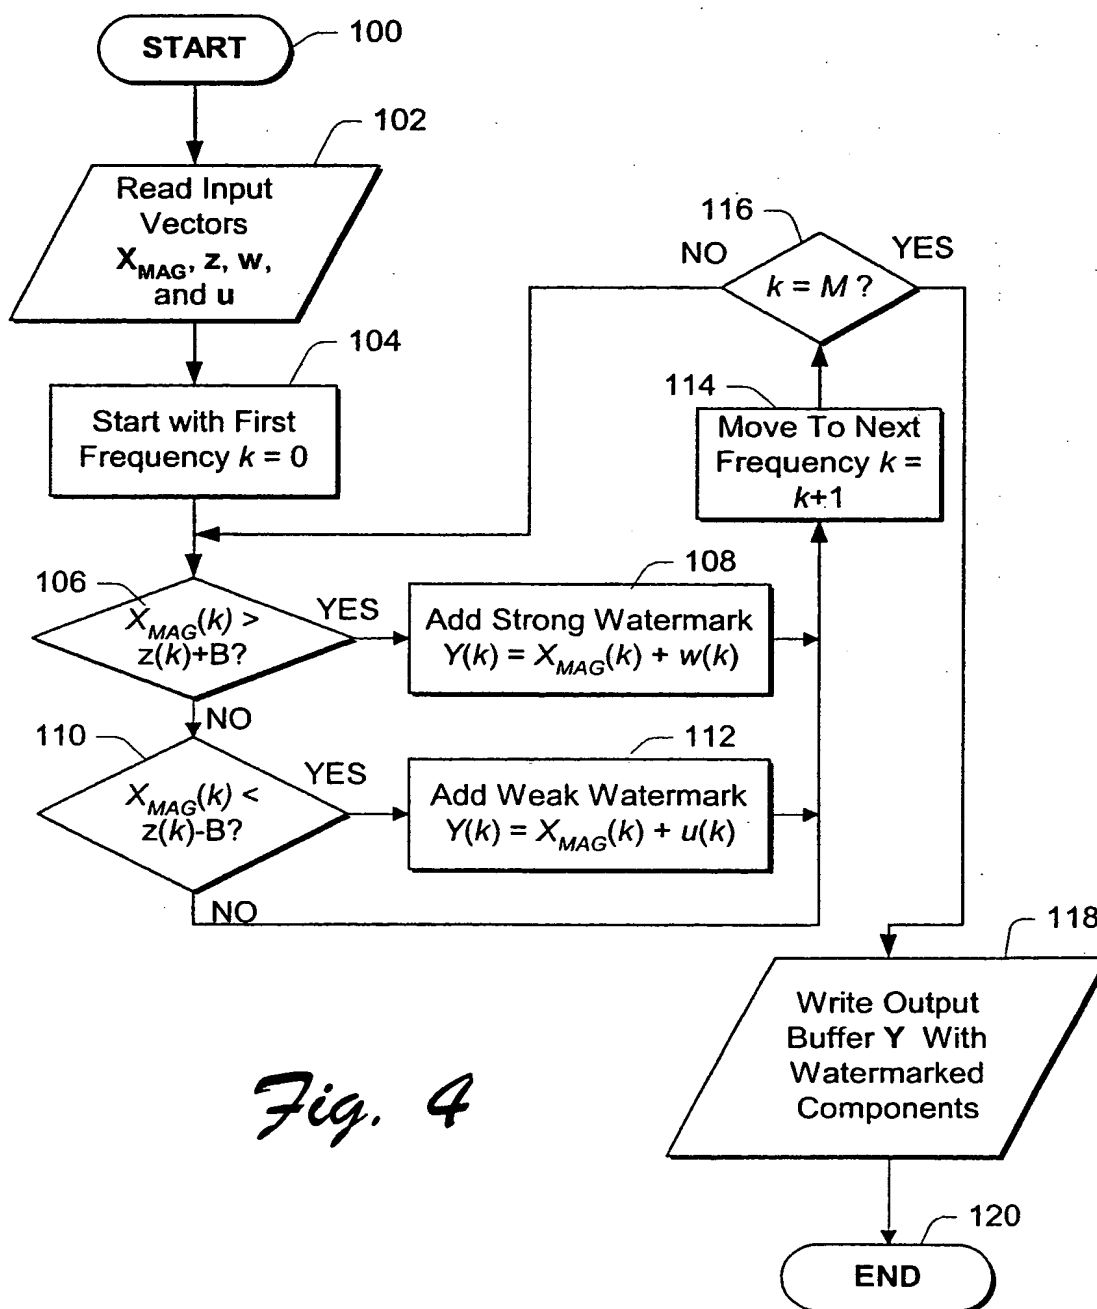 START
100
102
Read Input
Vectors
X_MAG, z, w,
and u
104
Start with First
Frequency k = 0
106
X_MAG(k) >
z(k)+B?
YES
NO
108
Add Strong Watermark
Y(k) = X_MAG(k) + w(k)
110
X_MAG(k) <
z(k)-B?
YES
NO
112
Add Weak Watermark
Y(k) = X_MAG(k) + u(k)
114
Move To Next
Frequency k =
k+1
116
k = M ?
NO
YES
118
Write Output
Buffer Y With
Watermarked
Components
120
END
Fig. 4